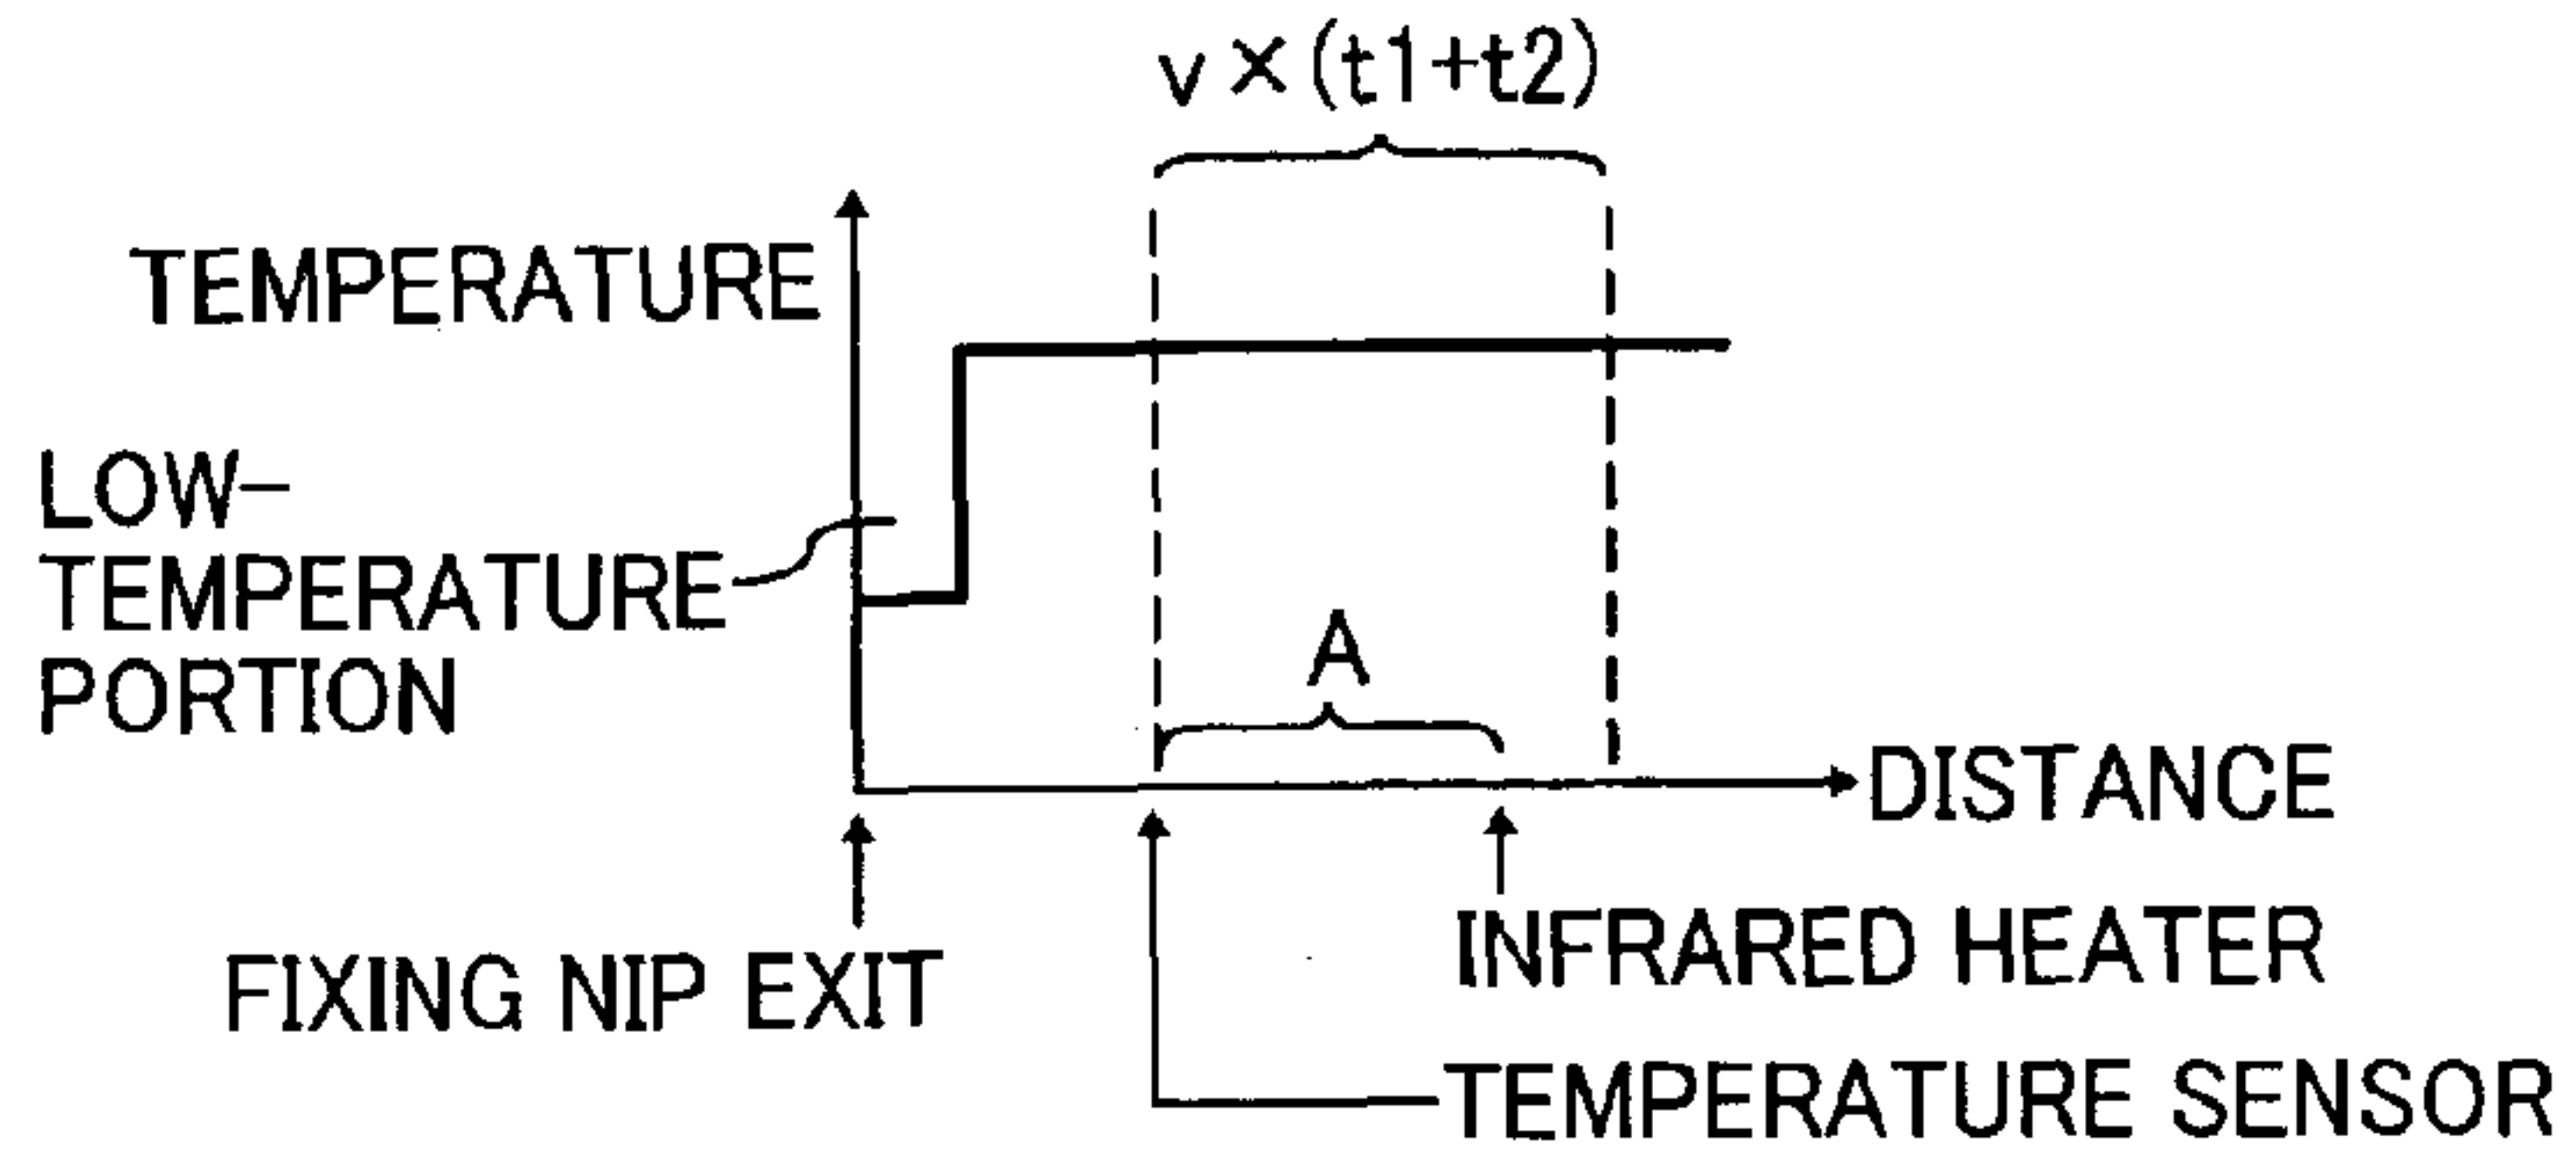 v×(t1+t2)
TEMPERATURE
LOW-
TEMPERATURE
PORTION
A
DISTANCE
FIXING NIP EXIT
INFRARED HEATER
TEMPERATURE SENSOR